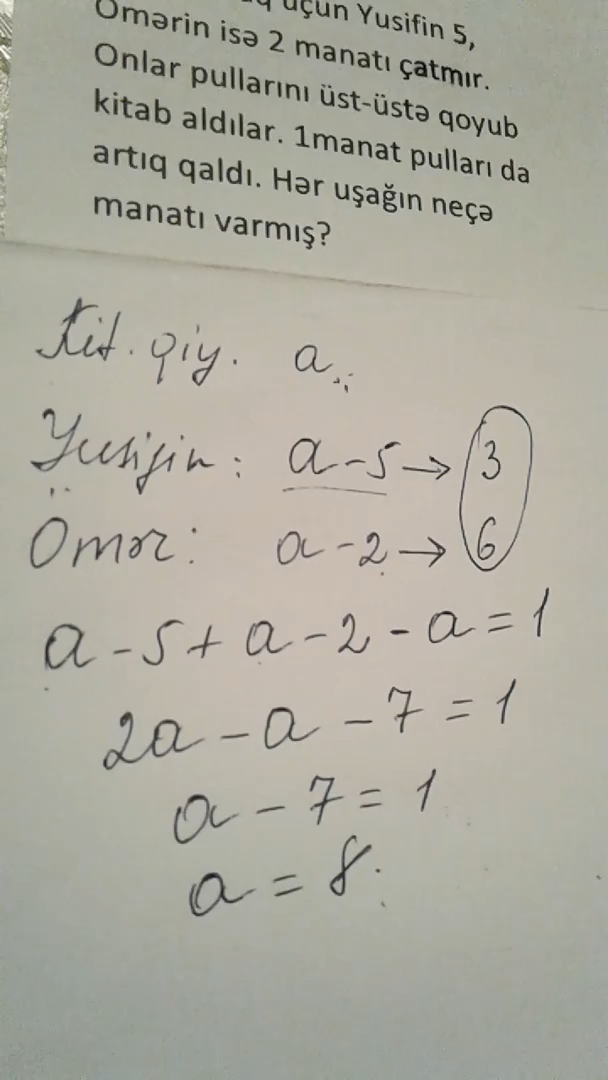 üçün Yusifin 5,
Ömərin isə 2 manatı çatmır.
Onlar pullarını üst-üstə qoyub
kitab aldılar. 1manat pulları da
artıq qaldı. Hər uşağın neçə
manatı varmış?
Kit. qiy. a
Yusifin: a-5→3
Ömər: a-2→6
a-5+a-2-a=1
2a-a-7=1
a-7=1
a=8.